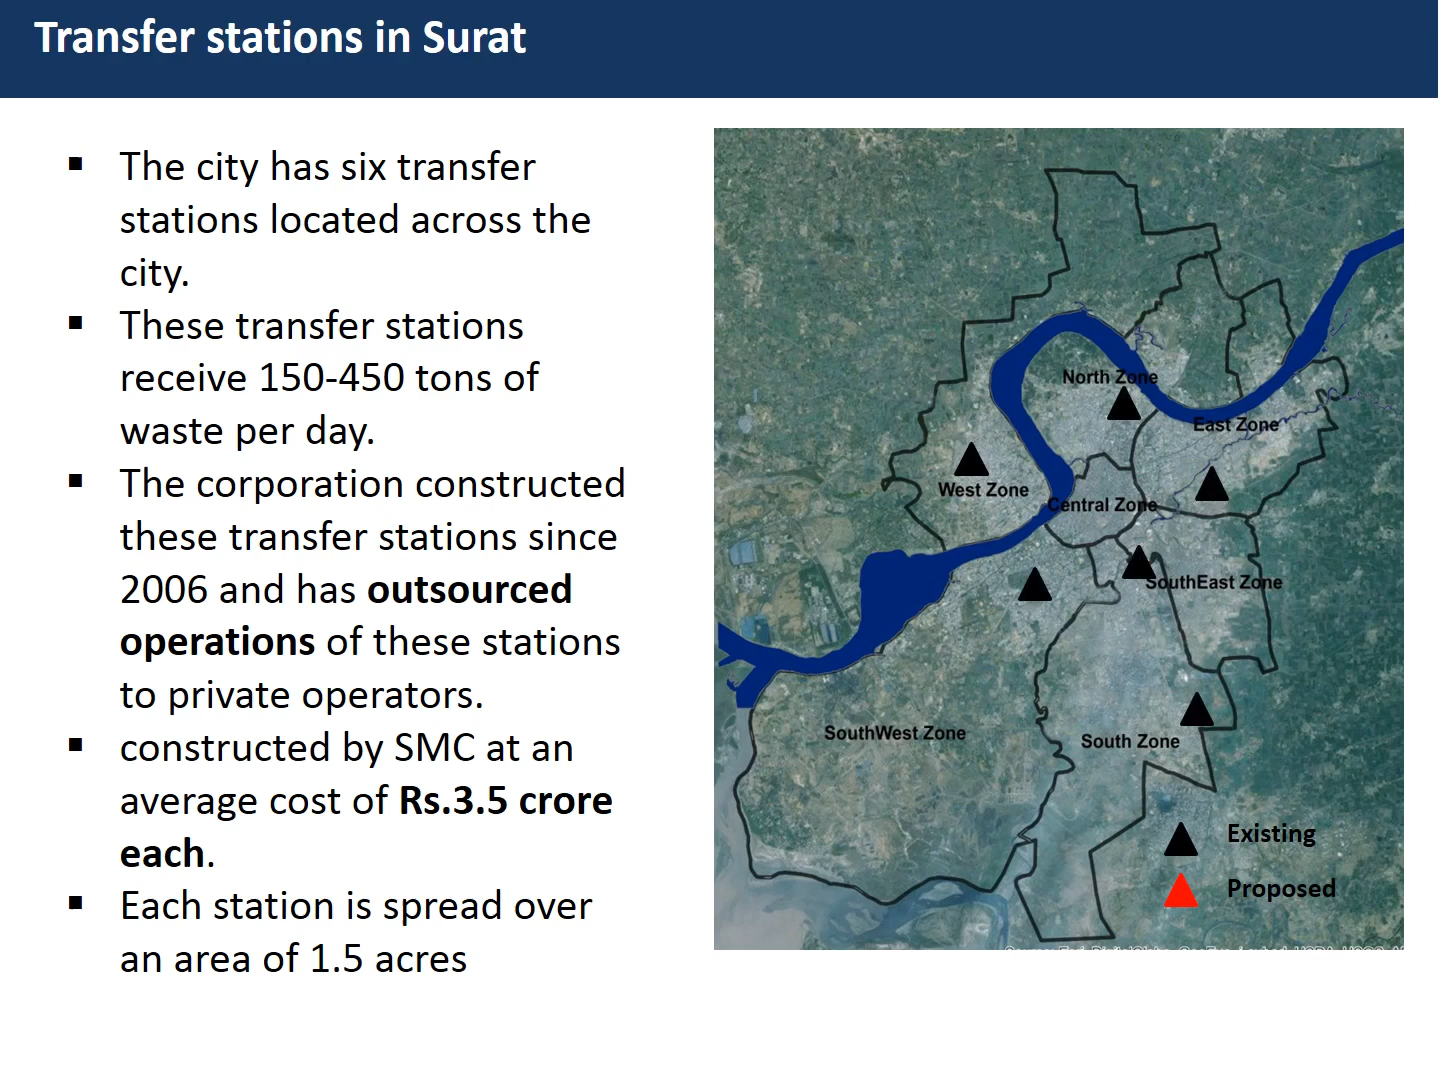 Transfer stations in Surat
▪ The city has six transfer
stations located across the
city.
▪ These transfer stations
receive 150-450 tons of
waste per day.
▪ The corporation constructed
these transfer stations since
2006 and has outsourced
operations of these stations
to private operators.
▪ constructed by SMC at an
average cost of Rs.3.5 crore
each.
▪ Each station is spread over
an area of 1.5 acres
North Zone
East Zone
West Zone
Central Zone
SouthEast Zone
SouthWest Zone
South Zone
Existing
Proposed